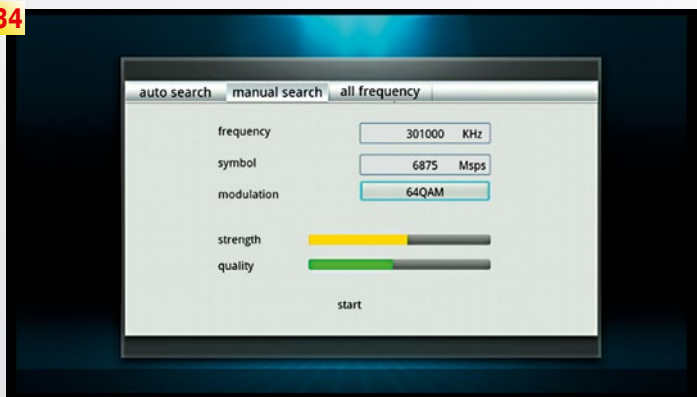 34
auto search manual search all frequency
frequency 301000 KHz
symbol 6875 Msps
modulation 64QAM
strength
quality
start